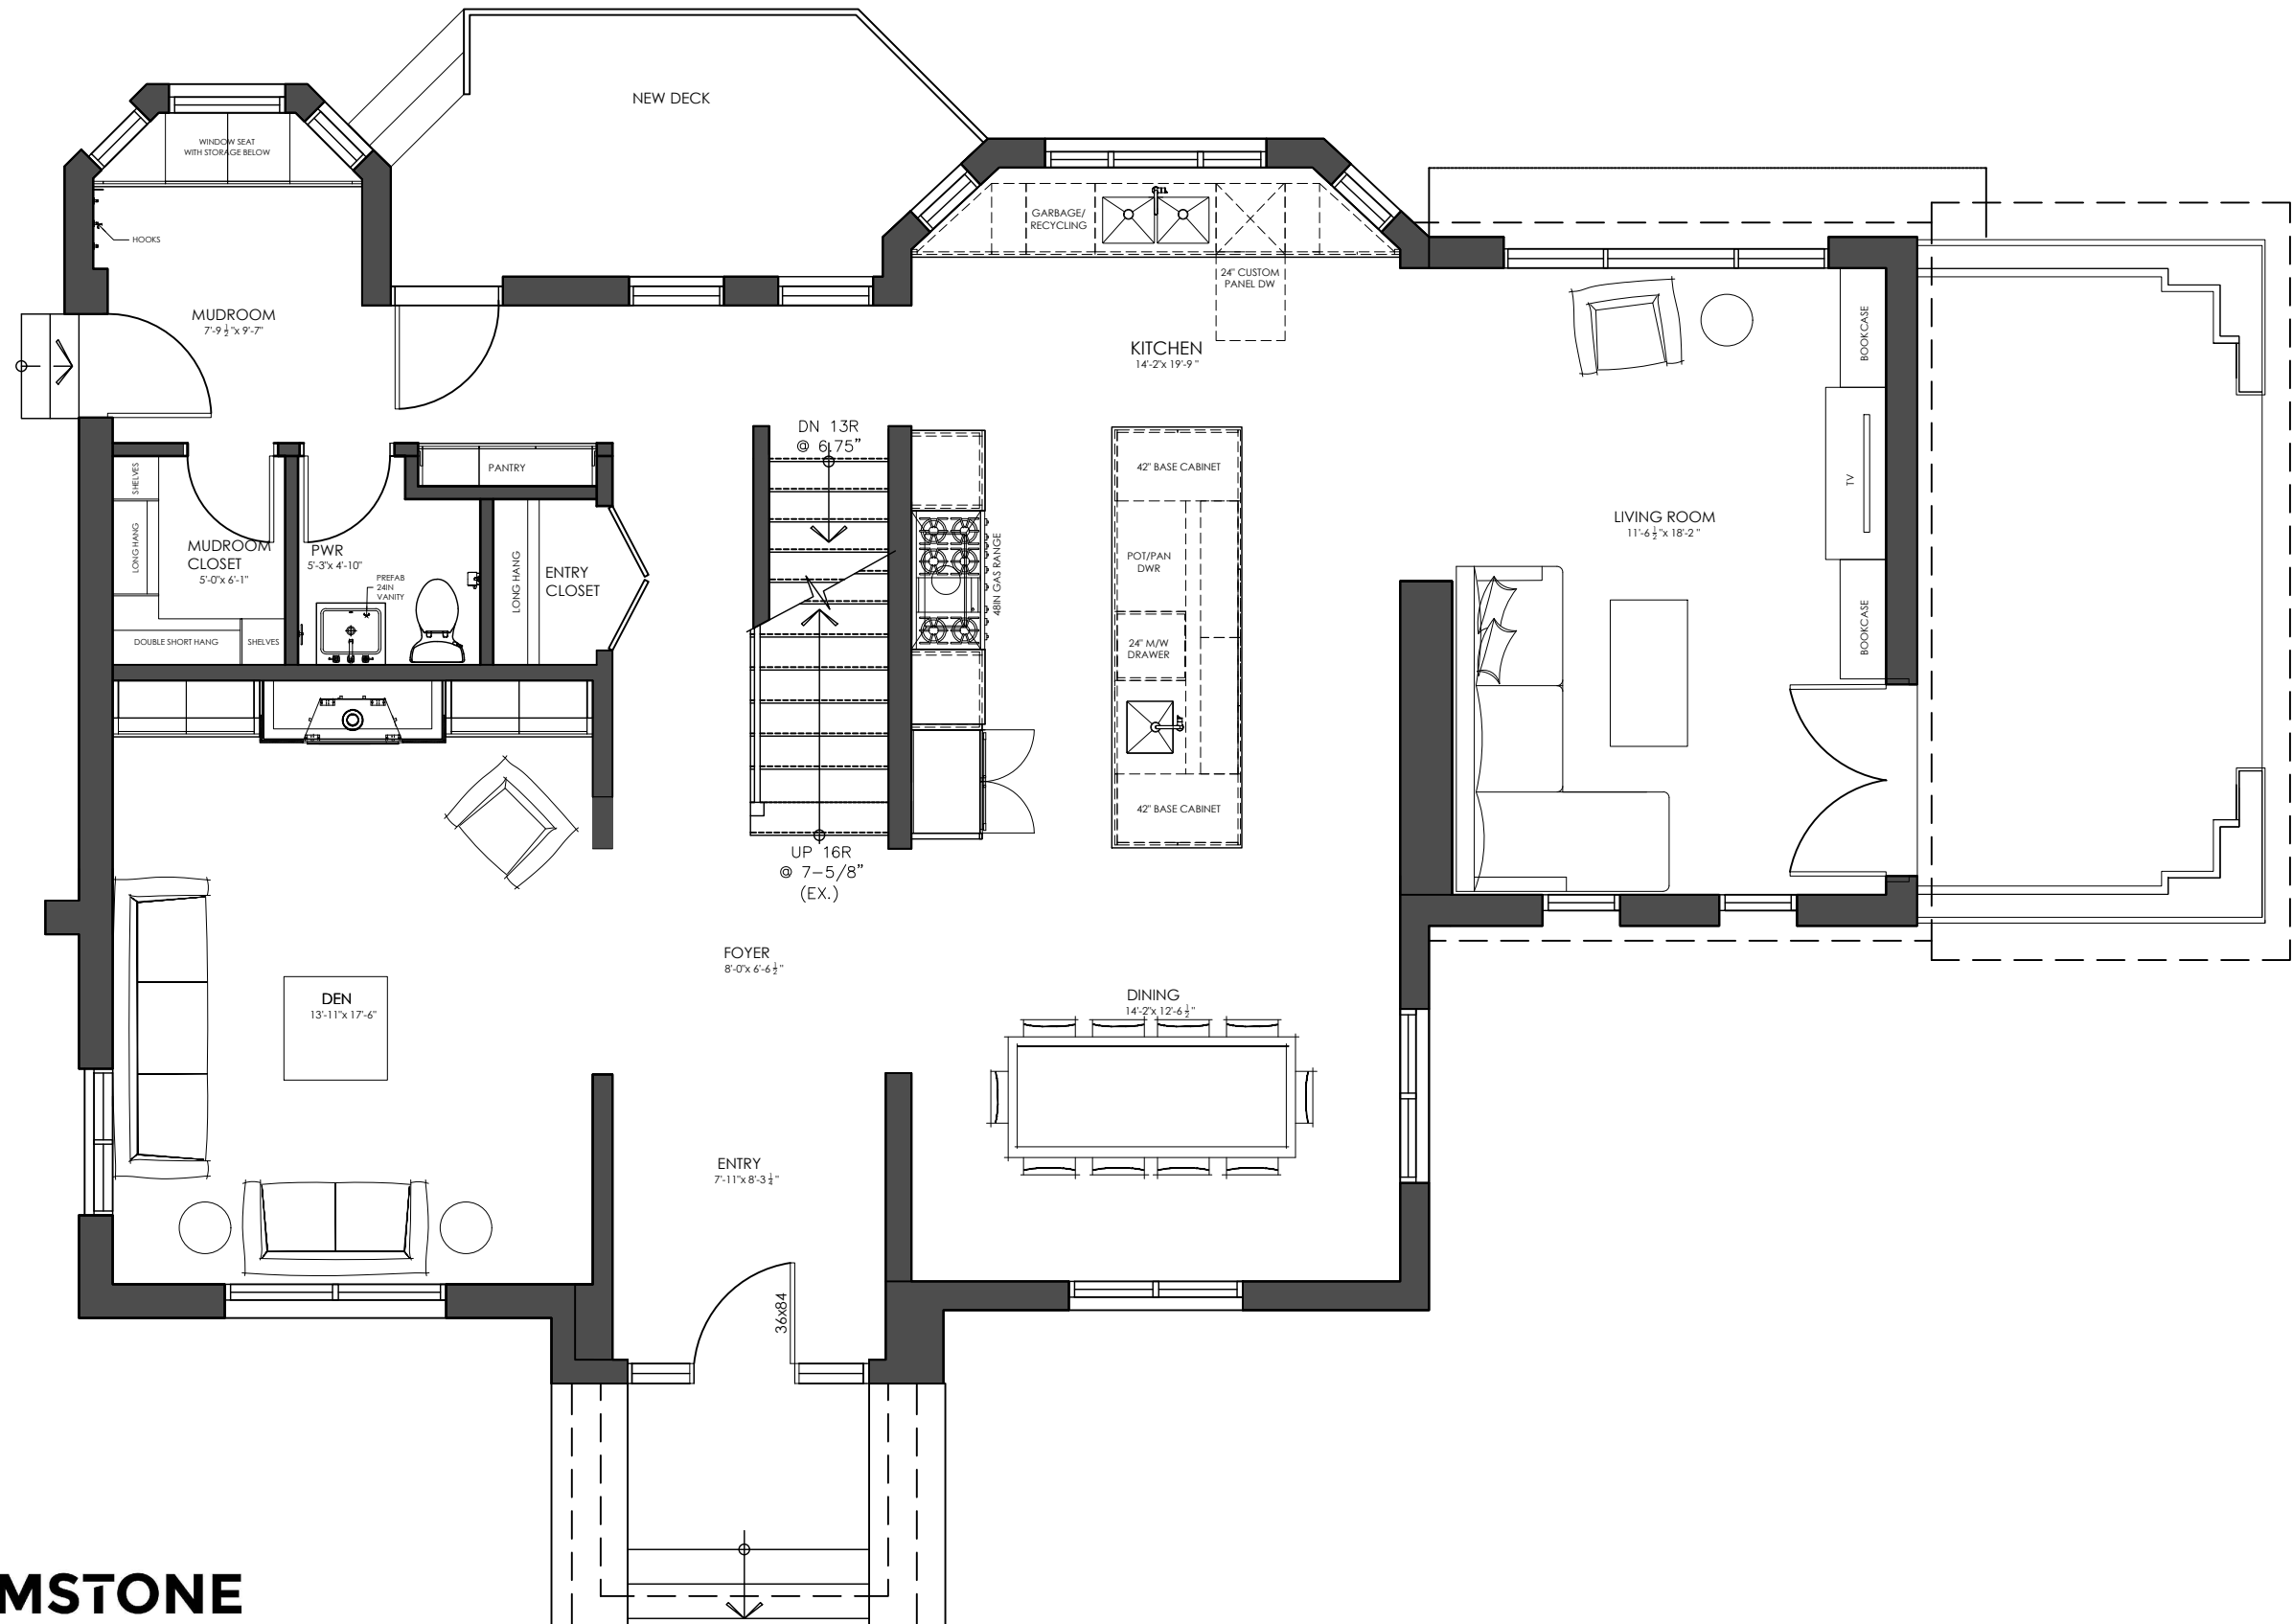 NEW DECK
WINDOW SEAT
WITH STORAGE BELOW
HOOKS
MUDROOM
7'-9 1/2"x 9'-7"
GARBAGE/
RECYCLING
24" CUSTOM
PANEL DW
KITCHEN
14'-2"x 19'-9 "
BOOKCASE
TV
BOOKCASE
LIVING ROOM
11'-6 1/2"x 18'-2 "
DN 13R
@ 6.75”
PANTRY
SHELVES
LONG HANG
MUDROOM
CLOSET
5'-0"x 6'-1"
DOUBLE SHORT HANG
SHELVES
PWR
5'-3"x 4'-10"
PREFAB
24IN
VANITY
LONG HANG
ENTRY
CLOSET
48IN GAS RANGE
42" BASE CABINET
POT/PAN
DWR
24" M/W
DRAWER
42" BASE CABINET
UP 16R
@ 7–5/8”
(EX.)
FOYER
8'-0"x 6'-6 1/2"
DEN
13'-11"x 17'-6"
DINING
14'-2"x 12'-6 1/2"
ENTRY
7'-11"x 8'-3 1/4"
36x84
MSTONE